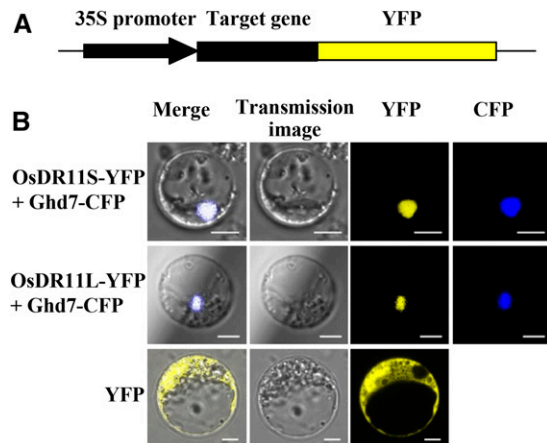 A
35S promoter Target gene YFP
B
Merge Transmission image YFP CFP
OsDR11S-YFP
+ Ghd7-CFP
OsDR11L-YFP
+ Ghd7-CFP
YFP